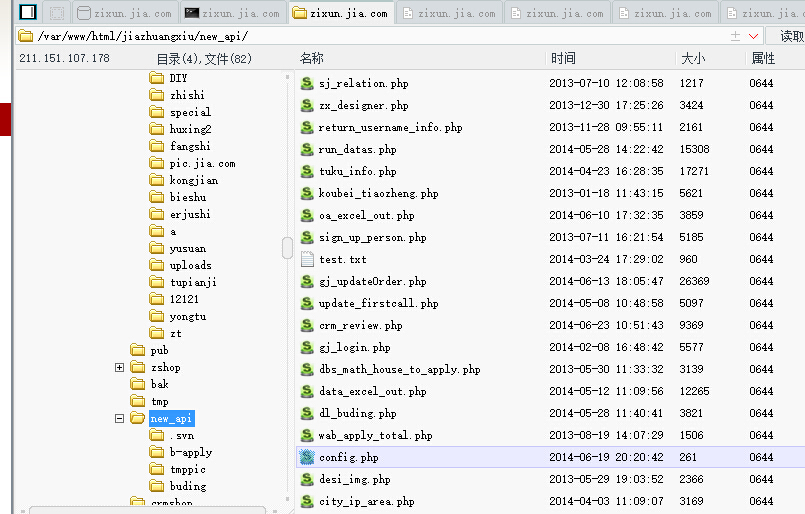 zixun.jia.com zixun.jia.com zixun.jia.com zixun.jia.com zixun.jia.com zixun.jia.com zixun.jia.
/var/www/html/jiazhuangxiu/new_api/ 读取
211.151.107.178 目录(4),文件(82) 名称 时间 大小 属性
DIY
zhishi
special
huxing2
fangshi
pic.jia.com
kongjian
bieshu
erjushi
a
yusuan
uploads
tupianji
12121
yongtu
zt
pub
zshop
bak
tmp
new_api
.svn
b-apply
tmppic
buding
crmshop
sj_relation.php 2013-07-10 12:08:58 1217 0644
zx_designer.php 2013-12-30 17:25:26 3424 0644
return_username_info.php 2013-11-28 09:55:11 2161 0644
run_datas.php 2014-05-28 14:22:42 15308 0644
tuku_info.php 2014-04-23 16:28:35 17271 0644
koubei_tiaozheng.php 2013-01-18 11:43:15 5621 0644
oa_excel_out.php 2014-06-10 17:32:35 3859 0644
sign_up_person.php 2013-07-11 16:21:54 5185 0644
test.txt 2014-03-24 17:29:02 960 0644
gj_updateOrder.php 2014-06-13 18:05:47 26369 0644
update_firstcall.php 2014-05-08 10:48:58 5097 0644
crm_review.php 2014-06-23 10:51:43 9369 0644
gj_login.php 2014-02-08 16:48:42 5577 0644
dbs_math_house_to_apply.php 2013-05-30 11:33:32 3139 0644
data_excel_out.php 2014-05-12 11:09:56 12265 0644
dl_buding.php 2014-05-28 11:40:41 3821 0644
wab_apply_total.php 2013-08-19 14:07:29 1506 0644
config.php 2014-06-19 20:20:42 261 0644
desi_img.php 2013-05-29 19:03:52 2366 0644
city_ip_area.php 2014-04-03 11:09:07 3169 0644